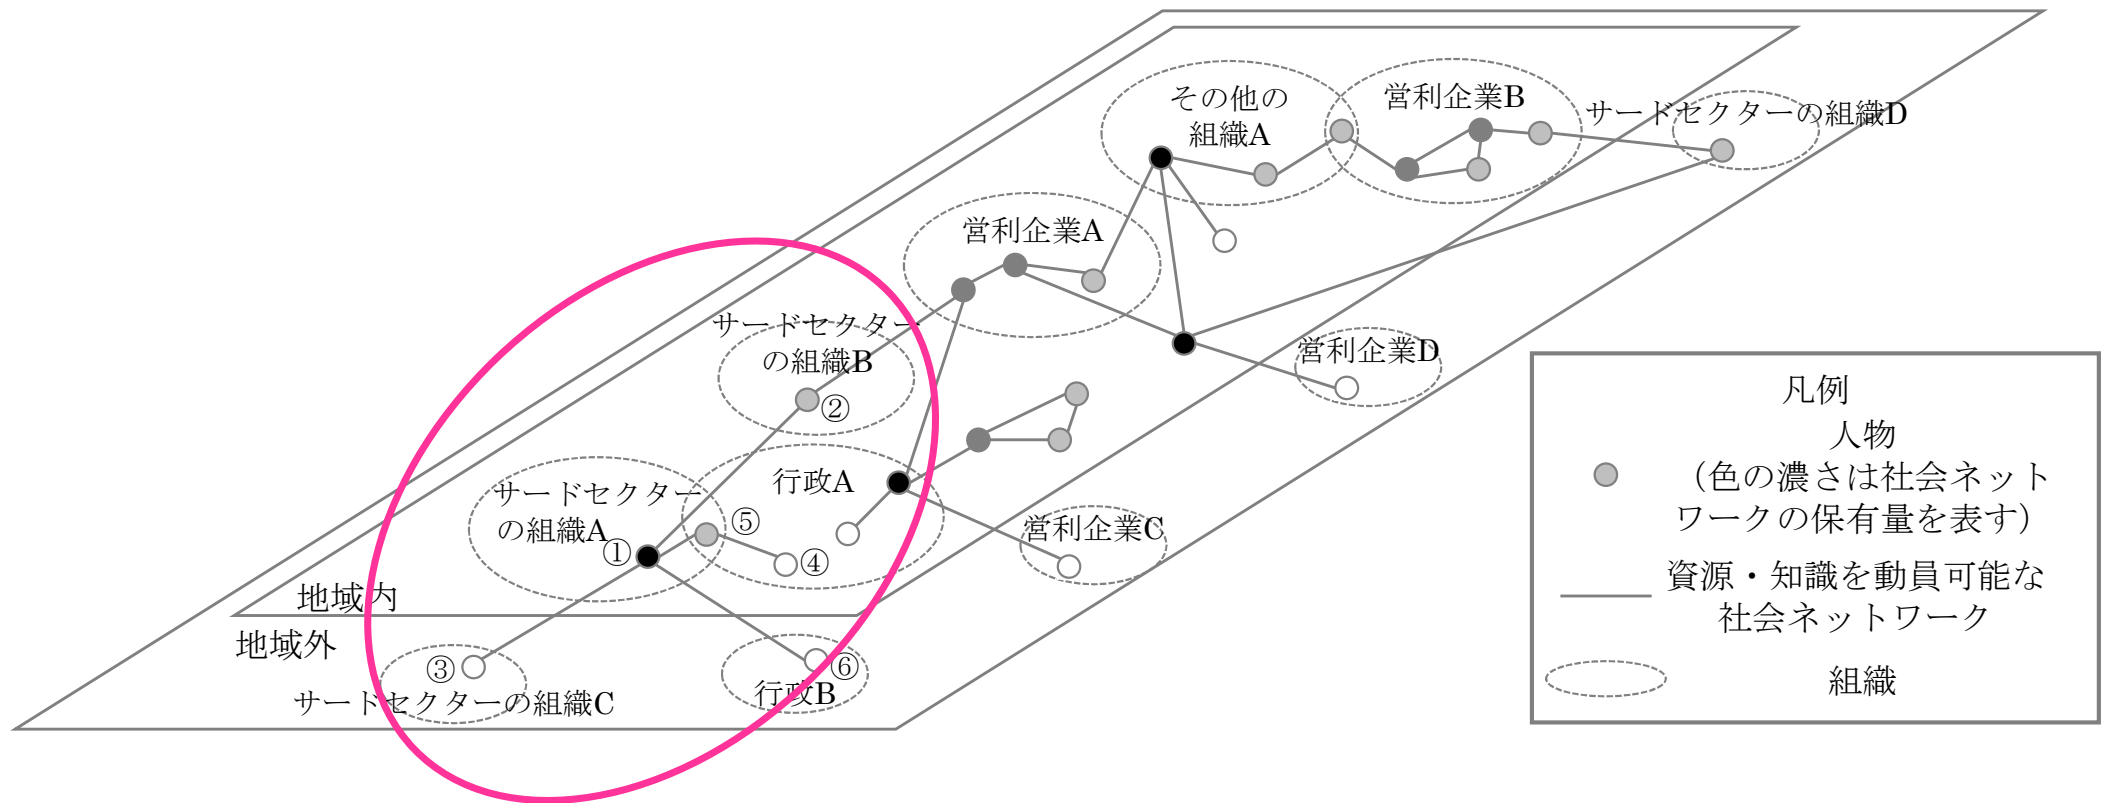 その他の
組織A
営利企業B
サードセクターの組織D
営利企業A
サードセクター
の組織B
②
営利企業D
行政A
サードセクター
の組織A
①
⑤
④
営利企業C
地域内
地域外
③
サードセクターの組織C
⑥
行政B
凡例
人物
（色の濃さは社会ネット
ワークの保有量を表す）
資源・知識を動員可能な
社会ネットワーク
組織